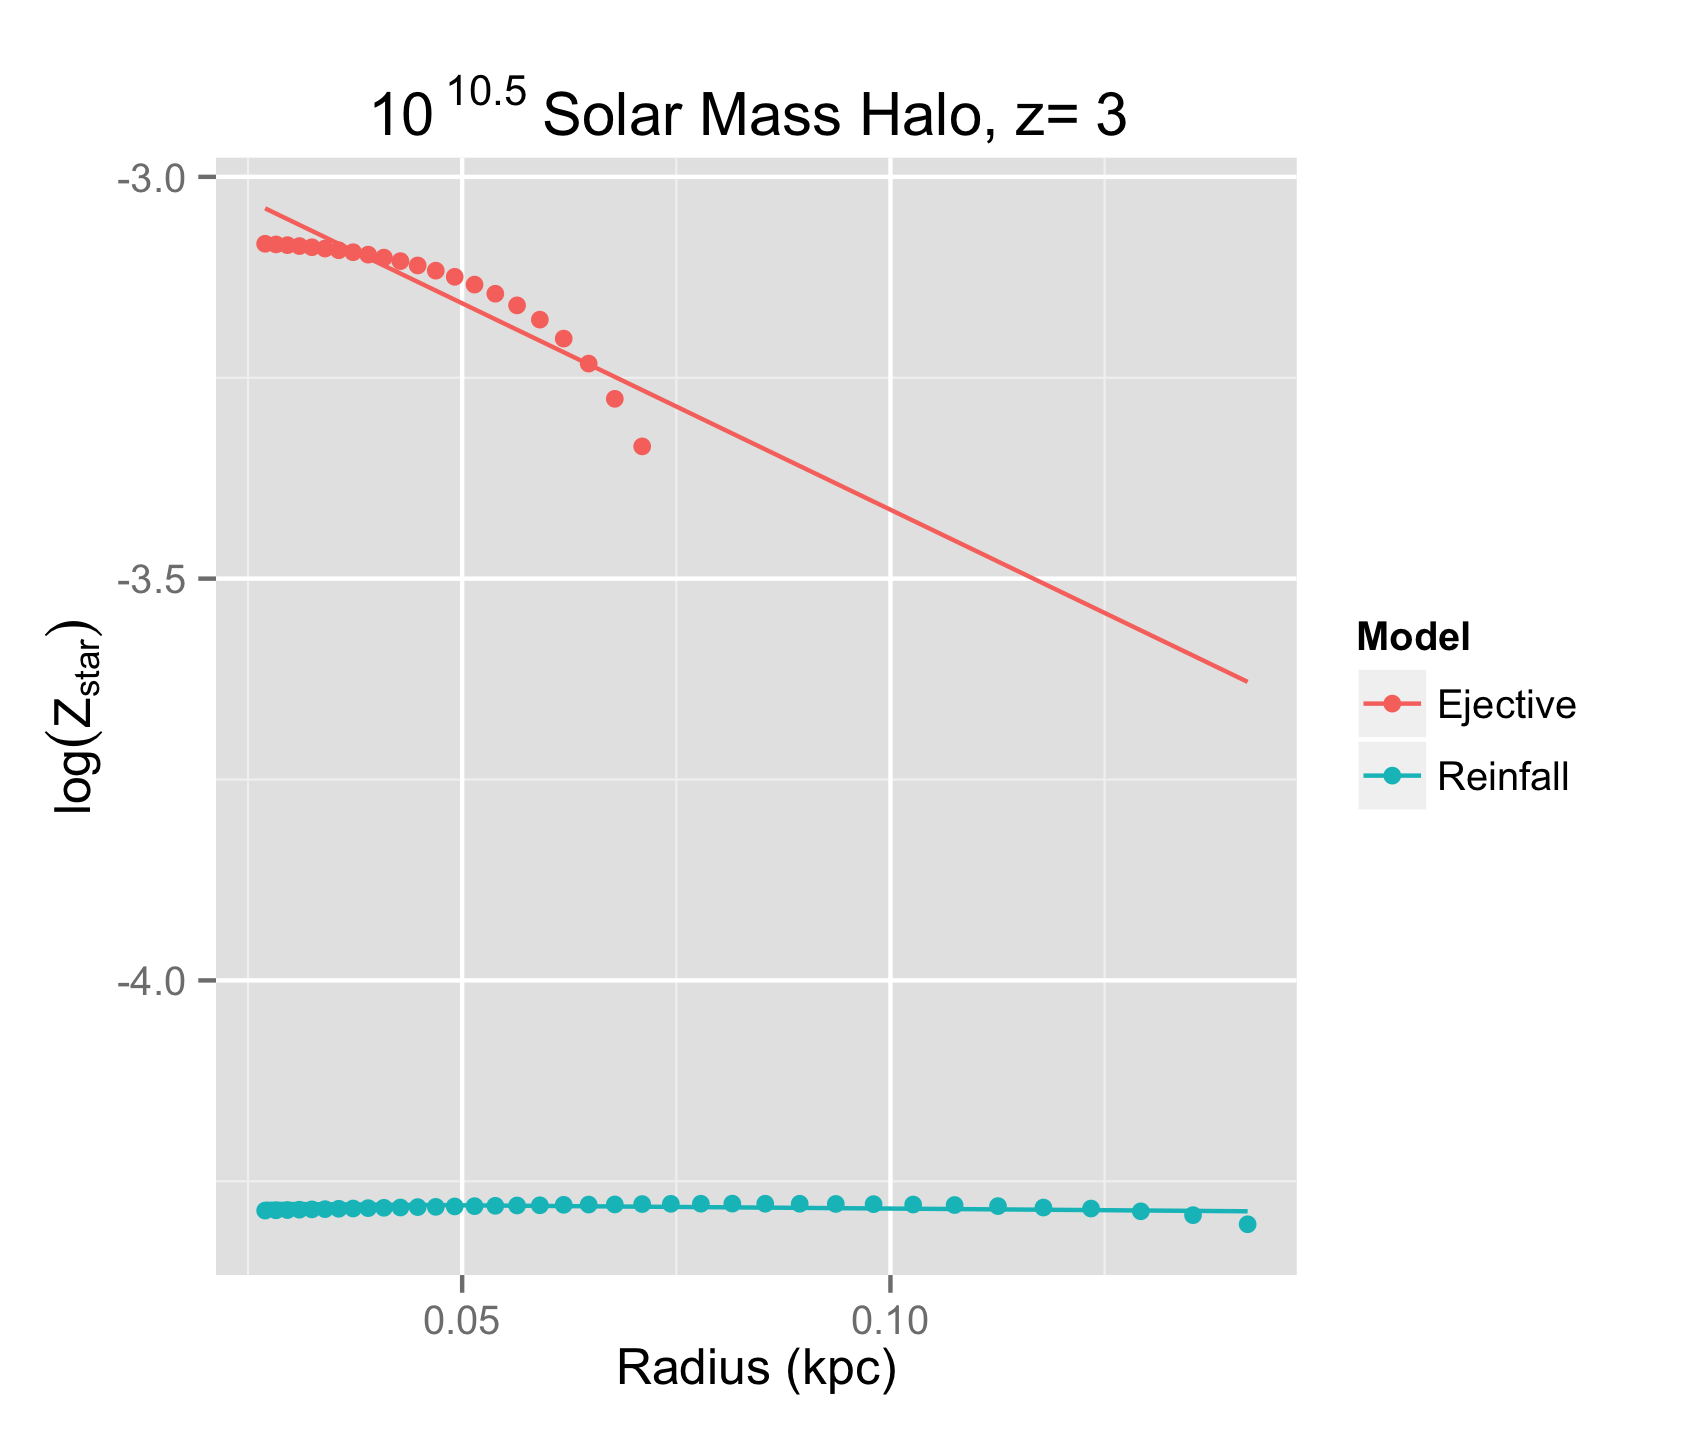 10 10.5 Solar Mass Halo, z= 3
-3.0
-3.5
-4.0
log(Zstar)
0.05 0.10
Radius (kpc)
Model
Ejective
Reinfall